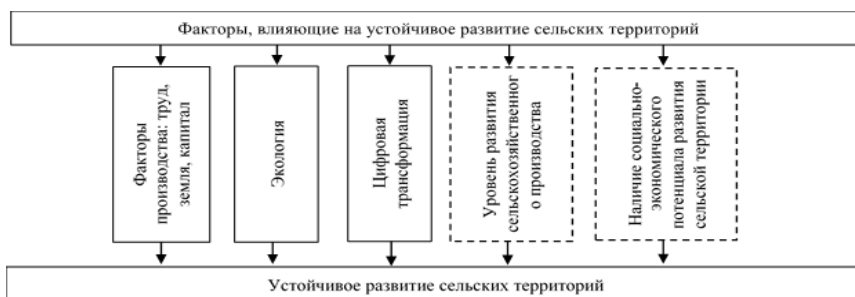 Факторы, влияющие на устойчивое развитие сельских территорий
Факторы
производства: труд,
земля, капитал
Экология
Цифровая
трансформация
Уровень развития
сельскохозяйственног
о производства
Наличие социально-
экономического
потенциала развития
сельской территории
Устойчивое развитие сельских территорий